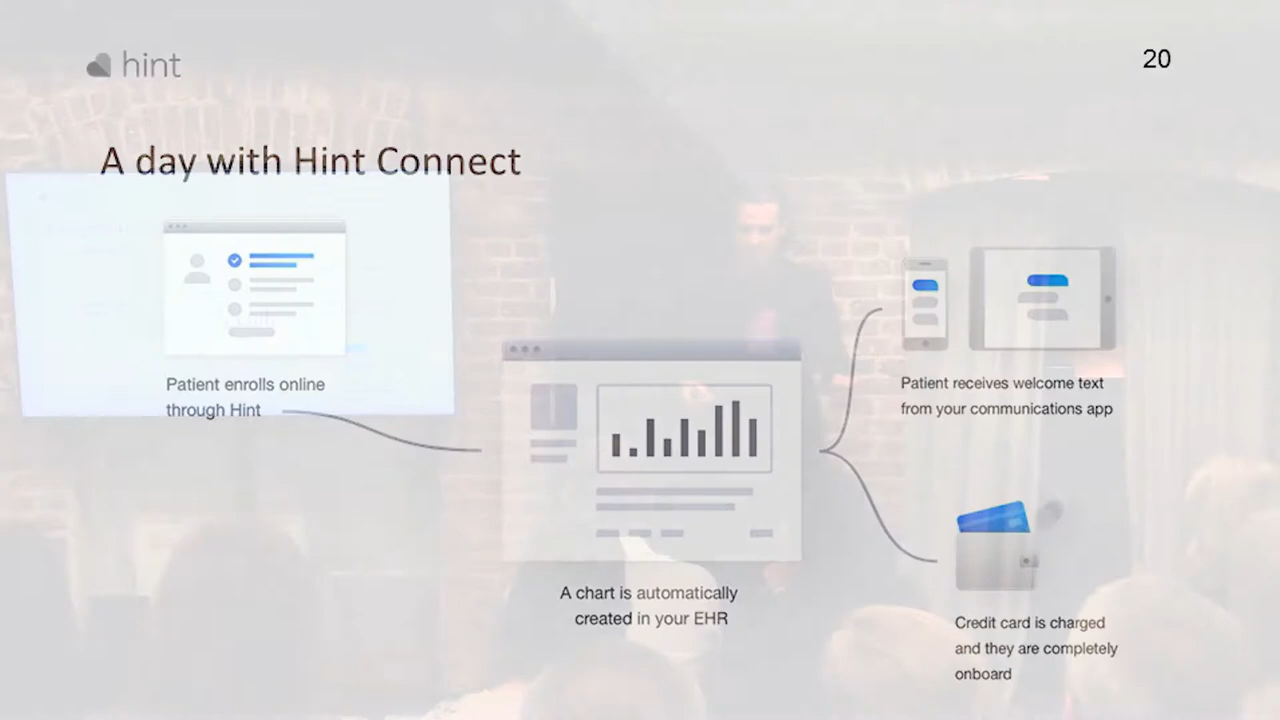 hint
20
A day with Hint Connect
Patient enrolls online
through Hint
Patient receives welcome text
from your communications app
A chart is automatically
created in your EHR
Credit card is charged
and they are completely
onboard